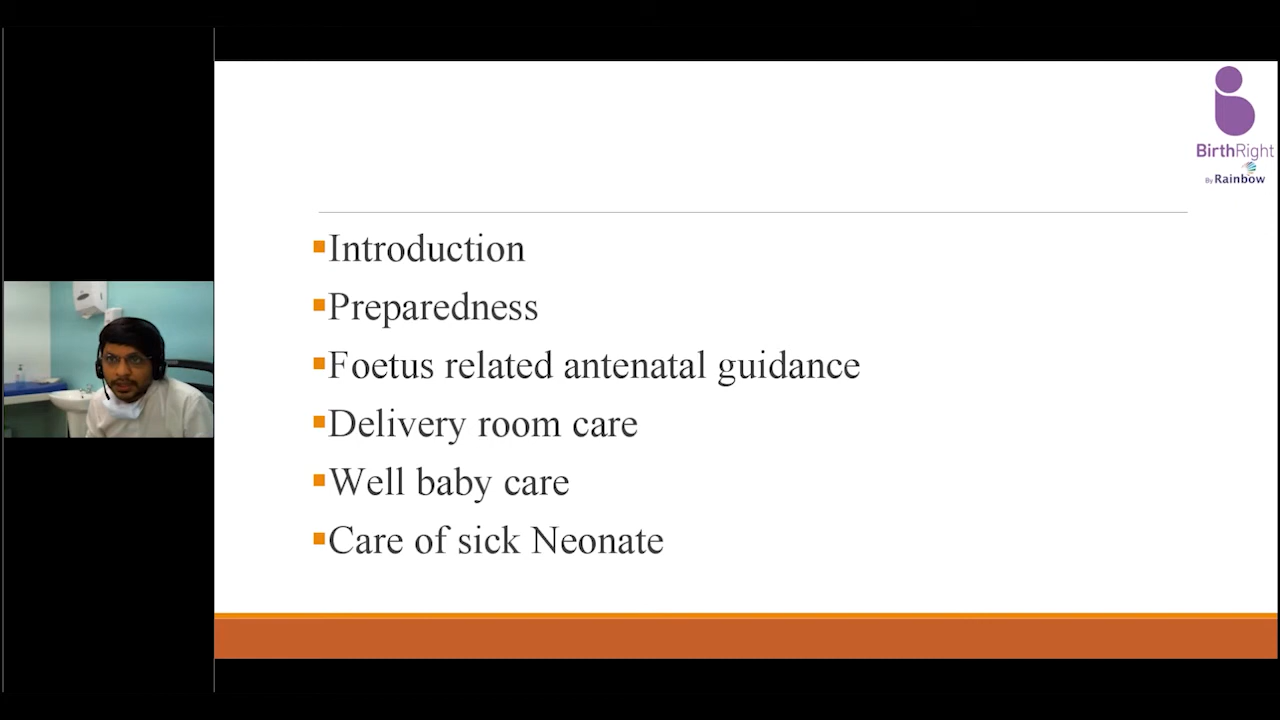 BirthRight
By Rainbow
Introduction
Preparedness
Foetus related antenatal guidance
Delivery room care
Well baby care
Care of sick Neonate